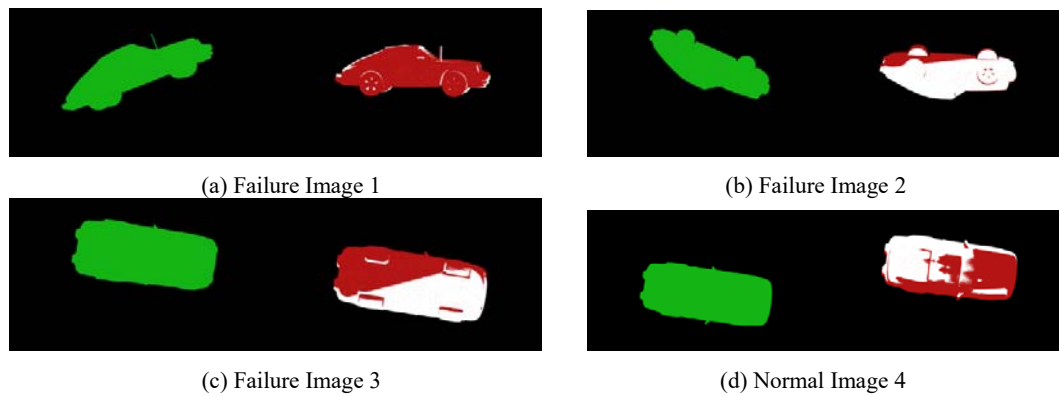 (a) Failure Image 1
(b) Failure Image 2
(c) Failure Image 3
(d) Normal Image 4